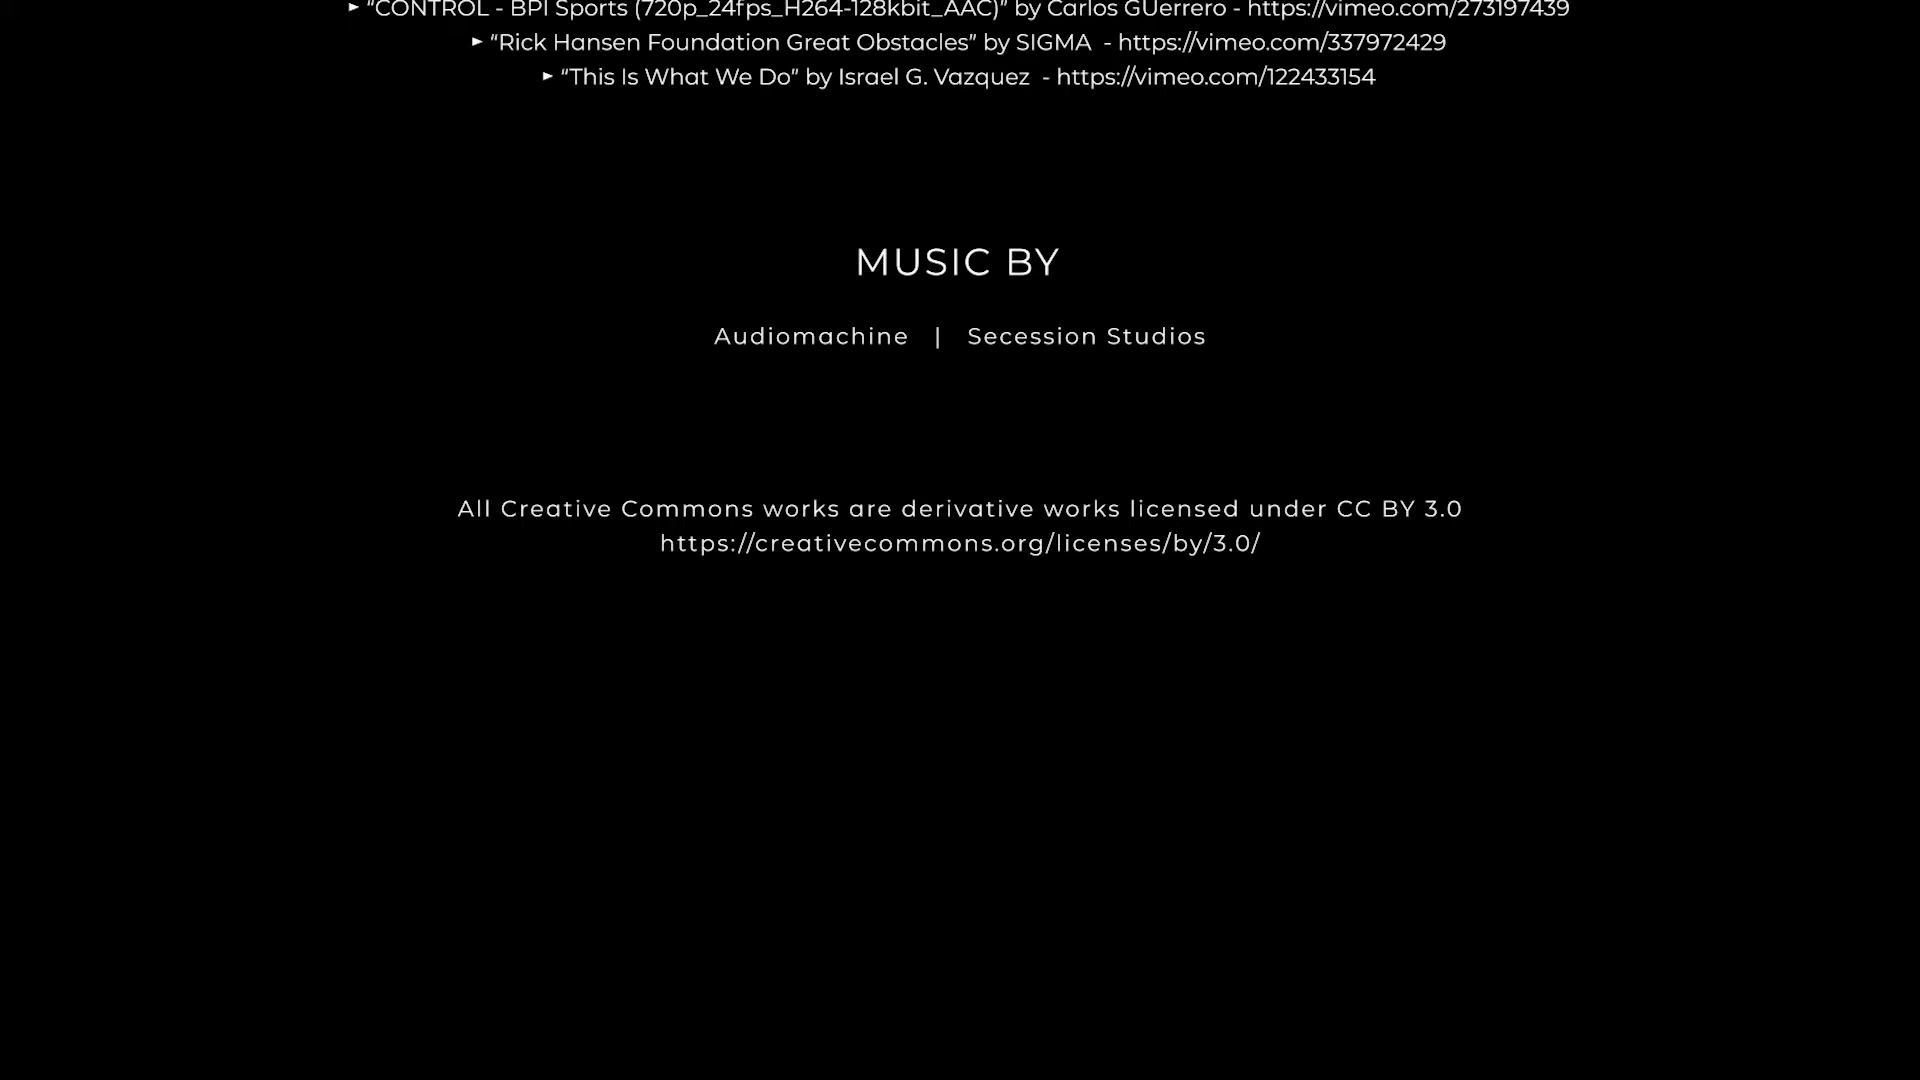 ► “CONTROL - BPI Sports (720p_24fps_H264-128kbit_AAC)” by Carlos GUerrero - https://vimeo.com/273197439
► “Rick Hansen Foundation Great Obstacles” by SIGMA - https://vimeo.com/337972429
► “This Is What We Do” by Israel G. Vazquez - https://vimeo.com/122433154
MUSIC BY
Audiomachine | Secession Studios
All Creative Commons works are derivative works licensed under CC BY 3.0
https://creativecommons.org/licenses/by/3.0/